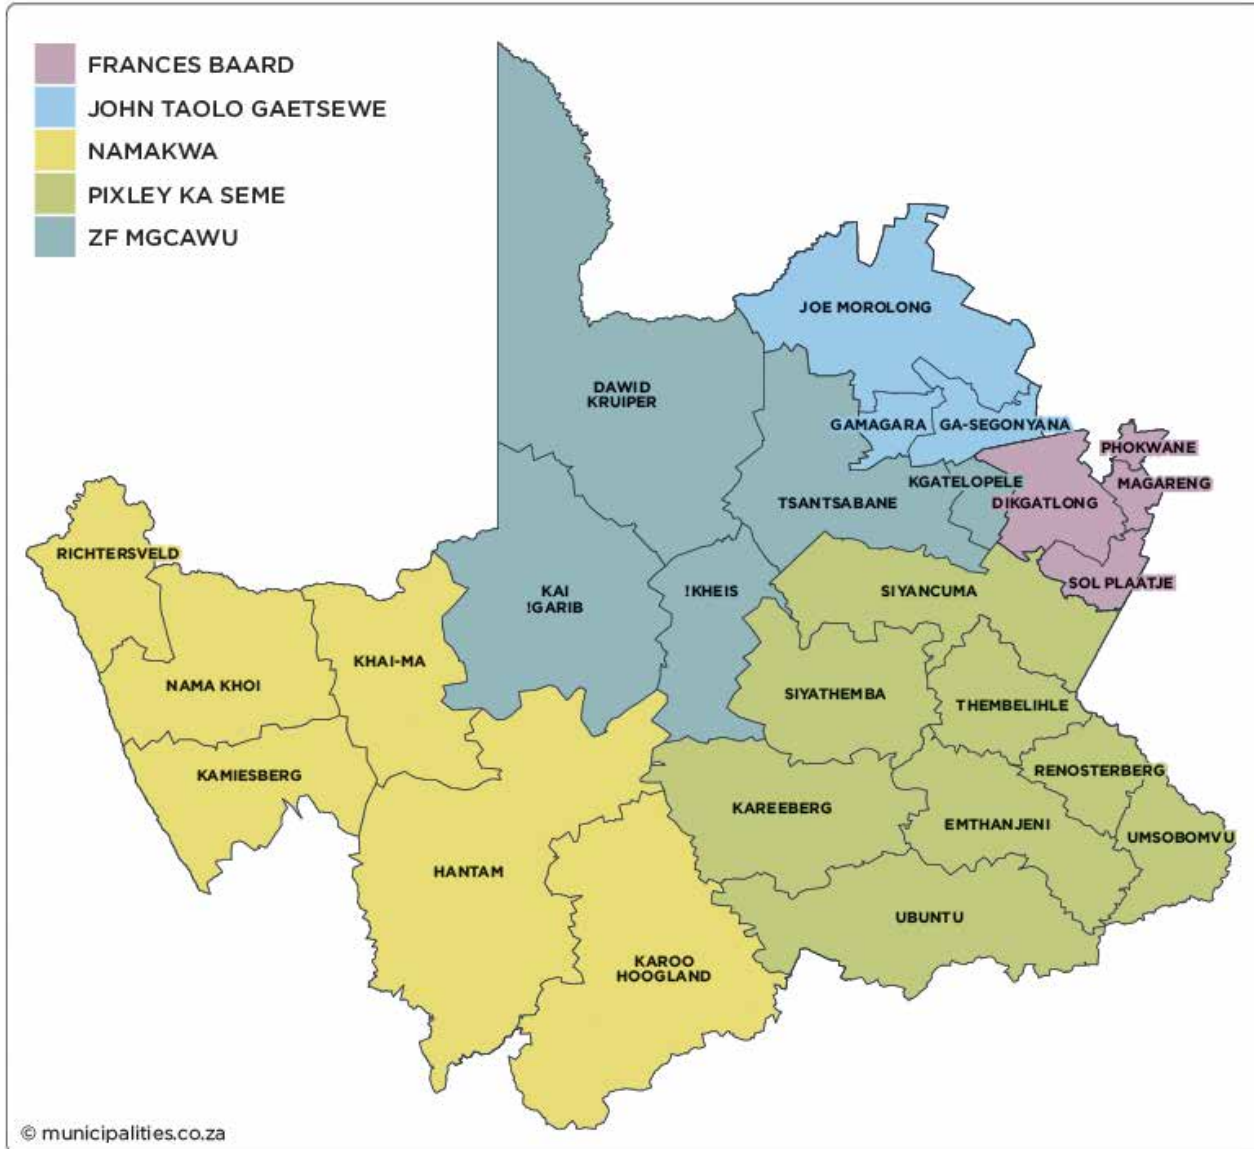 FRANCES BAARD
JOHN TAOLO GAETSEWE
NAMAKWA
PIXLEY KA SEME
ZF MGCAWU
JOE MOROLONG
DAWID
KRUIPER
GAMAGARA
GA-SEGONYANA
PHOKWANE
KGATELOPELE
MAGARENG
TSANTSABANE
DIKGATLONG
RICHTERSVELD
SOL PLAATJE
KAI
!GARIB
!KHEIS
SIYANCUMA
KHAI-MA
NAMA KHOI
SIYATHEMBA
THEMBELIHLE
KAMIESBERG
RENOSTERBERG
KAREEBERG
EMTHANJENI
UMSOBOMVU
HANTAM
UBUNTU
KAROO
HOOGLAND
© municipalities.co.za